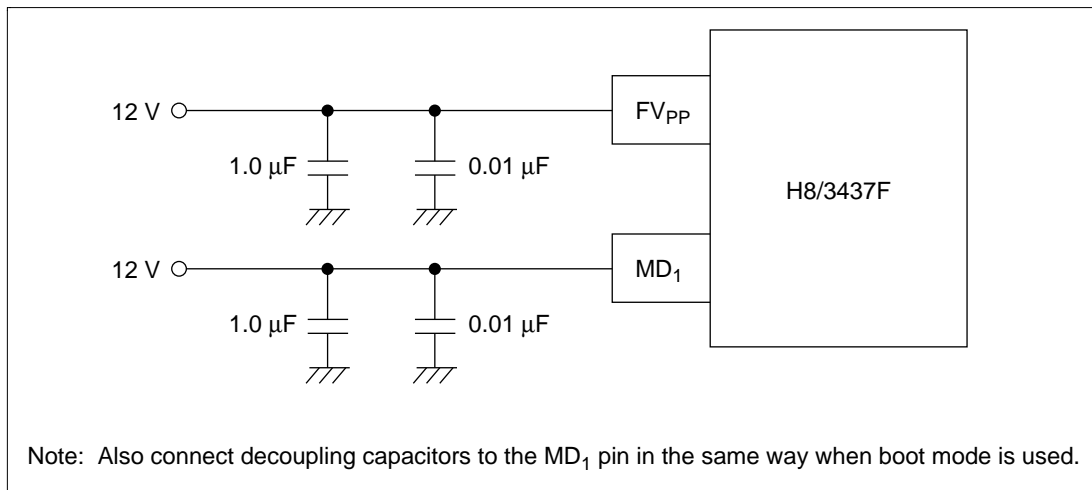 12 V
FVPP
1.0 μF
0.01 μF
H8/3437F
12 V
MD1
1.0 μF
0.01 μF
Note: Also connect decoupling capacitors to the MD1 pin in the same way when boot mode is used.